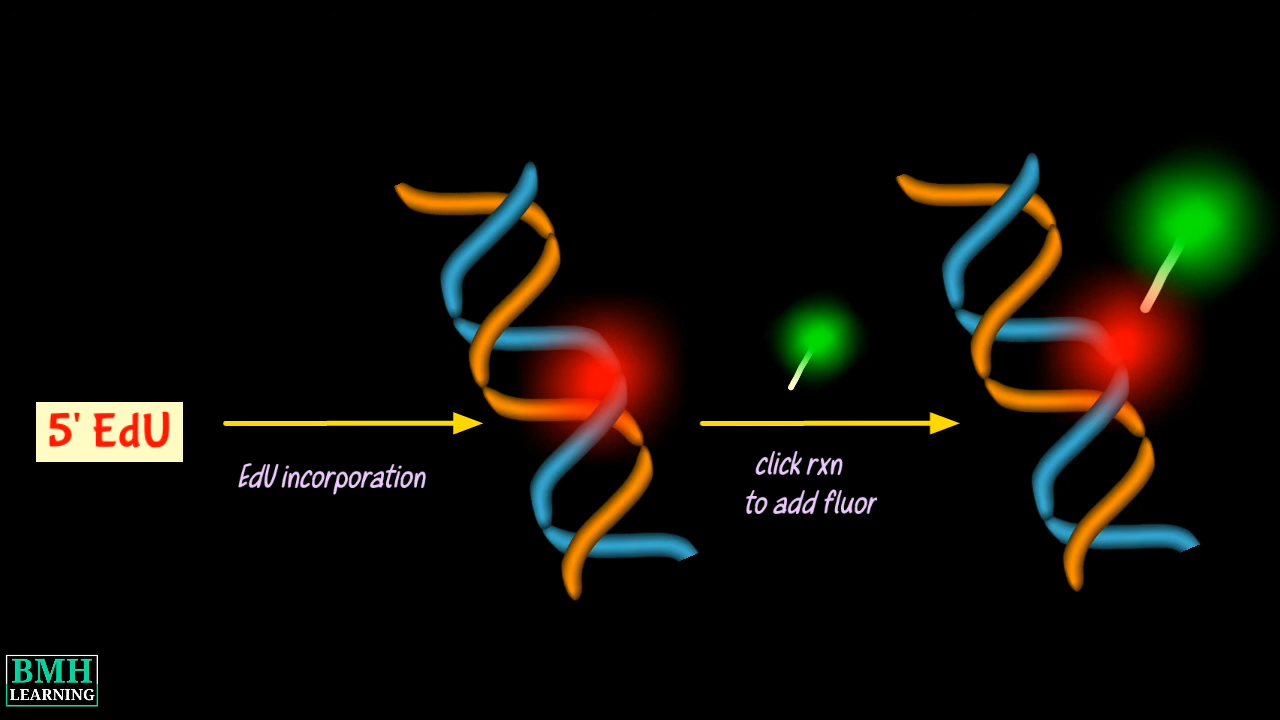 5' EdU
EdU incorporation
click rxn
to add fluor
BMH
LEARNING